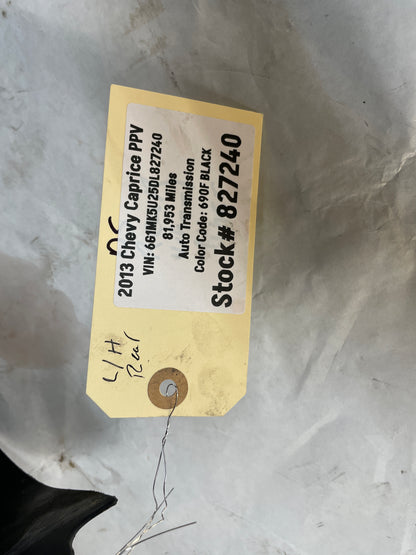 2013 Chevy Caprice PPV
VIN: 6G1MK5U25DL827240
81,953 Miles
Auto Transmission
Color Code: 690F BLACK
Stock# 827240
L/H
Rear